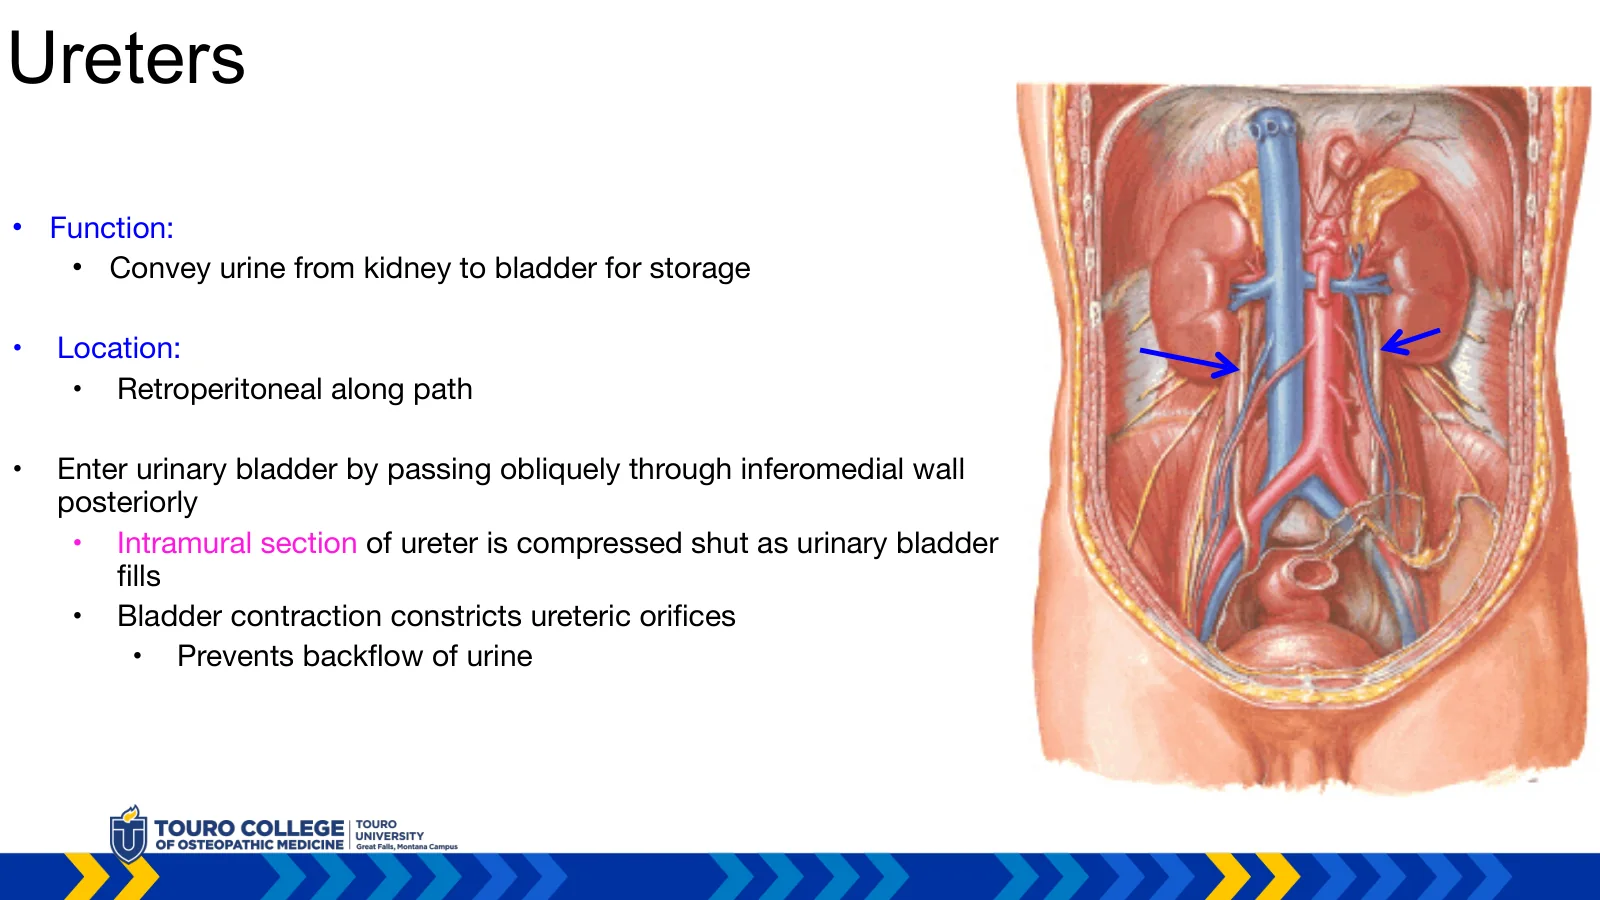 Ureters
• Function:
• Convey urine from kidney to bladder for storage
• Location:
• Retroperitoneal along path
• Enter urinary bladder by passing obliquely through inferomedial wall
posteriorly
• Intramural section of ureter is compressed shut as urinary bladder
fills
• Bladder contraction constricts ureteric orifices
• Prevents backflow of urine
TOURO COLLEGE
OF OSTEOPATHIC MEDICINE
TOURO
UNIVERSITY
Great Falls, Montana Campus